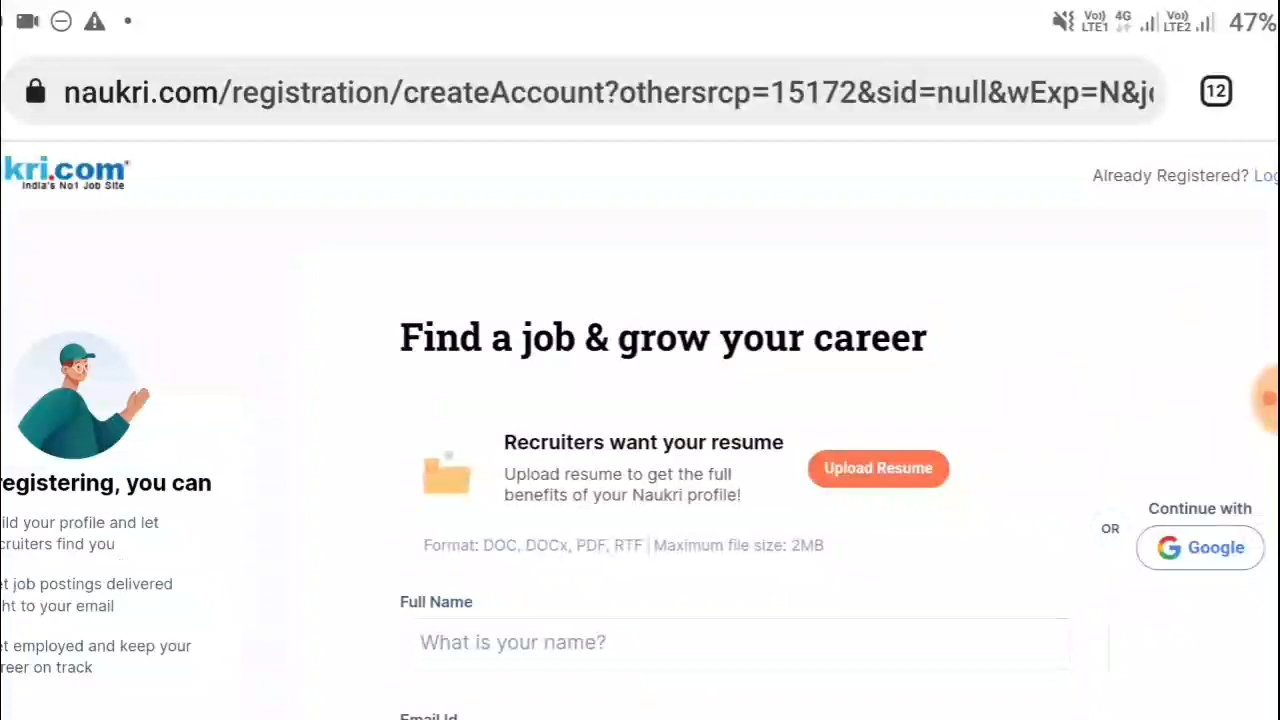 Vo) 4G Vo)
LTE1 LTE2 47%
naukri.com/registration/createAccount?othersrcp=15172&sid=null&wExp=N&jc
12
kri.com
India's No1 Job Site
Already Registered? Log
Find a job & grow your career
Recruiters want your resume
Upload resume to get the full
benefits of your Naukri profile!
Upload Resume
Format: DOC, DOCx, PDF, RTF | Maximum file size: 2MB
OR
Continue with
Google
egistering, you can
ild your profile and let
cruiters find you
et job postings delivered
ht to your email
et employed and keep your
reer on track
Full Name
What is your name?
Email Id